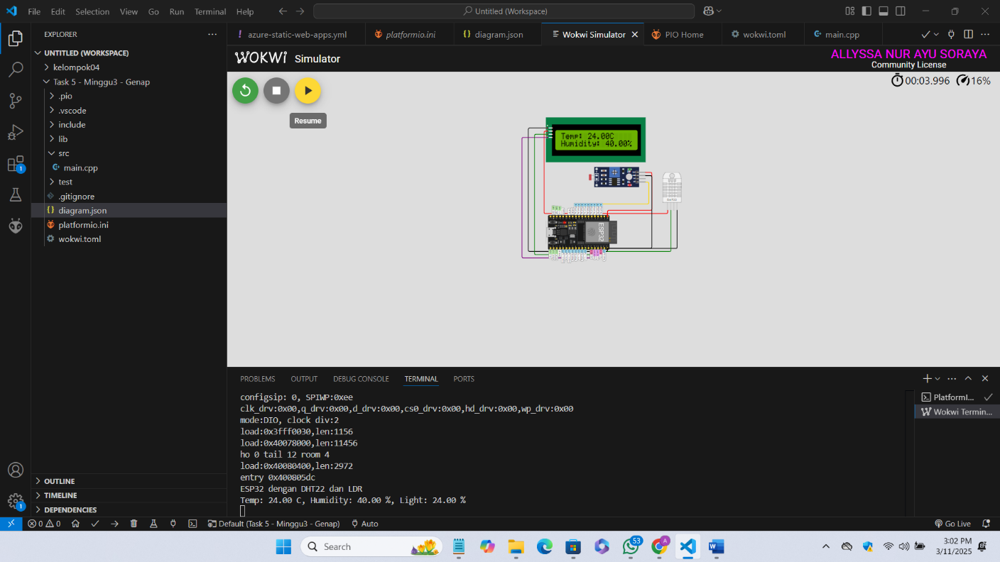 File Edit Selection View Go Run Terminal Help
Untitled (Workspace)
EXPLORER
UNTITLED (WORKSPACE)
kelompok04
Task 5 - Minggu3 - Genap
.pio
.vscode
include
lib
src
main.cpp
test
.gitignore
diagram.json
platformio.ini
wokwi.toml
OUTLINE
TIMELINE
DEPENDENCIES
1
1
azure-static-web-apps.yml platformio.ini diagram.json Wokwi Simulator PIO Home wokwi.toml main.cpp
WOKWI Simulator
ALLYSSA NUR AYU SORAYA
Community License
00:03.996 16%
Resume
Temp: 24.00C
Humidity: 40.00%
DHT22
ESP32
PROBLEMS OUTPUT DEBUG CONSOLE TERMINAL PORTS
configsip: 0, SPIWP:0xee
clk_drv:0x00,q_drv:0x00,d_drv:0x00,cs0_drv:0x00,hd_drv:0x00,wp_drv:0x00
mode:DIO, clock div:2
load:0x3fff0030,len:1156
load:0x40078000,len:11456
ho 0 tail 12 room 4
load:0x40080400,len:2972
entry 0x400805dc
ESP32 dengan DHT22 dan LDR
Temp: 24.00 C, Humidity: 40.00 %, Light: 24.00 %
PlatformI...
Wokwi Termin...
0 0 Default (Task 5 - Minggu3 - Genap) Auto Go Live
Search
53
A
3:02 PM
3/11/2025